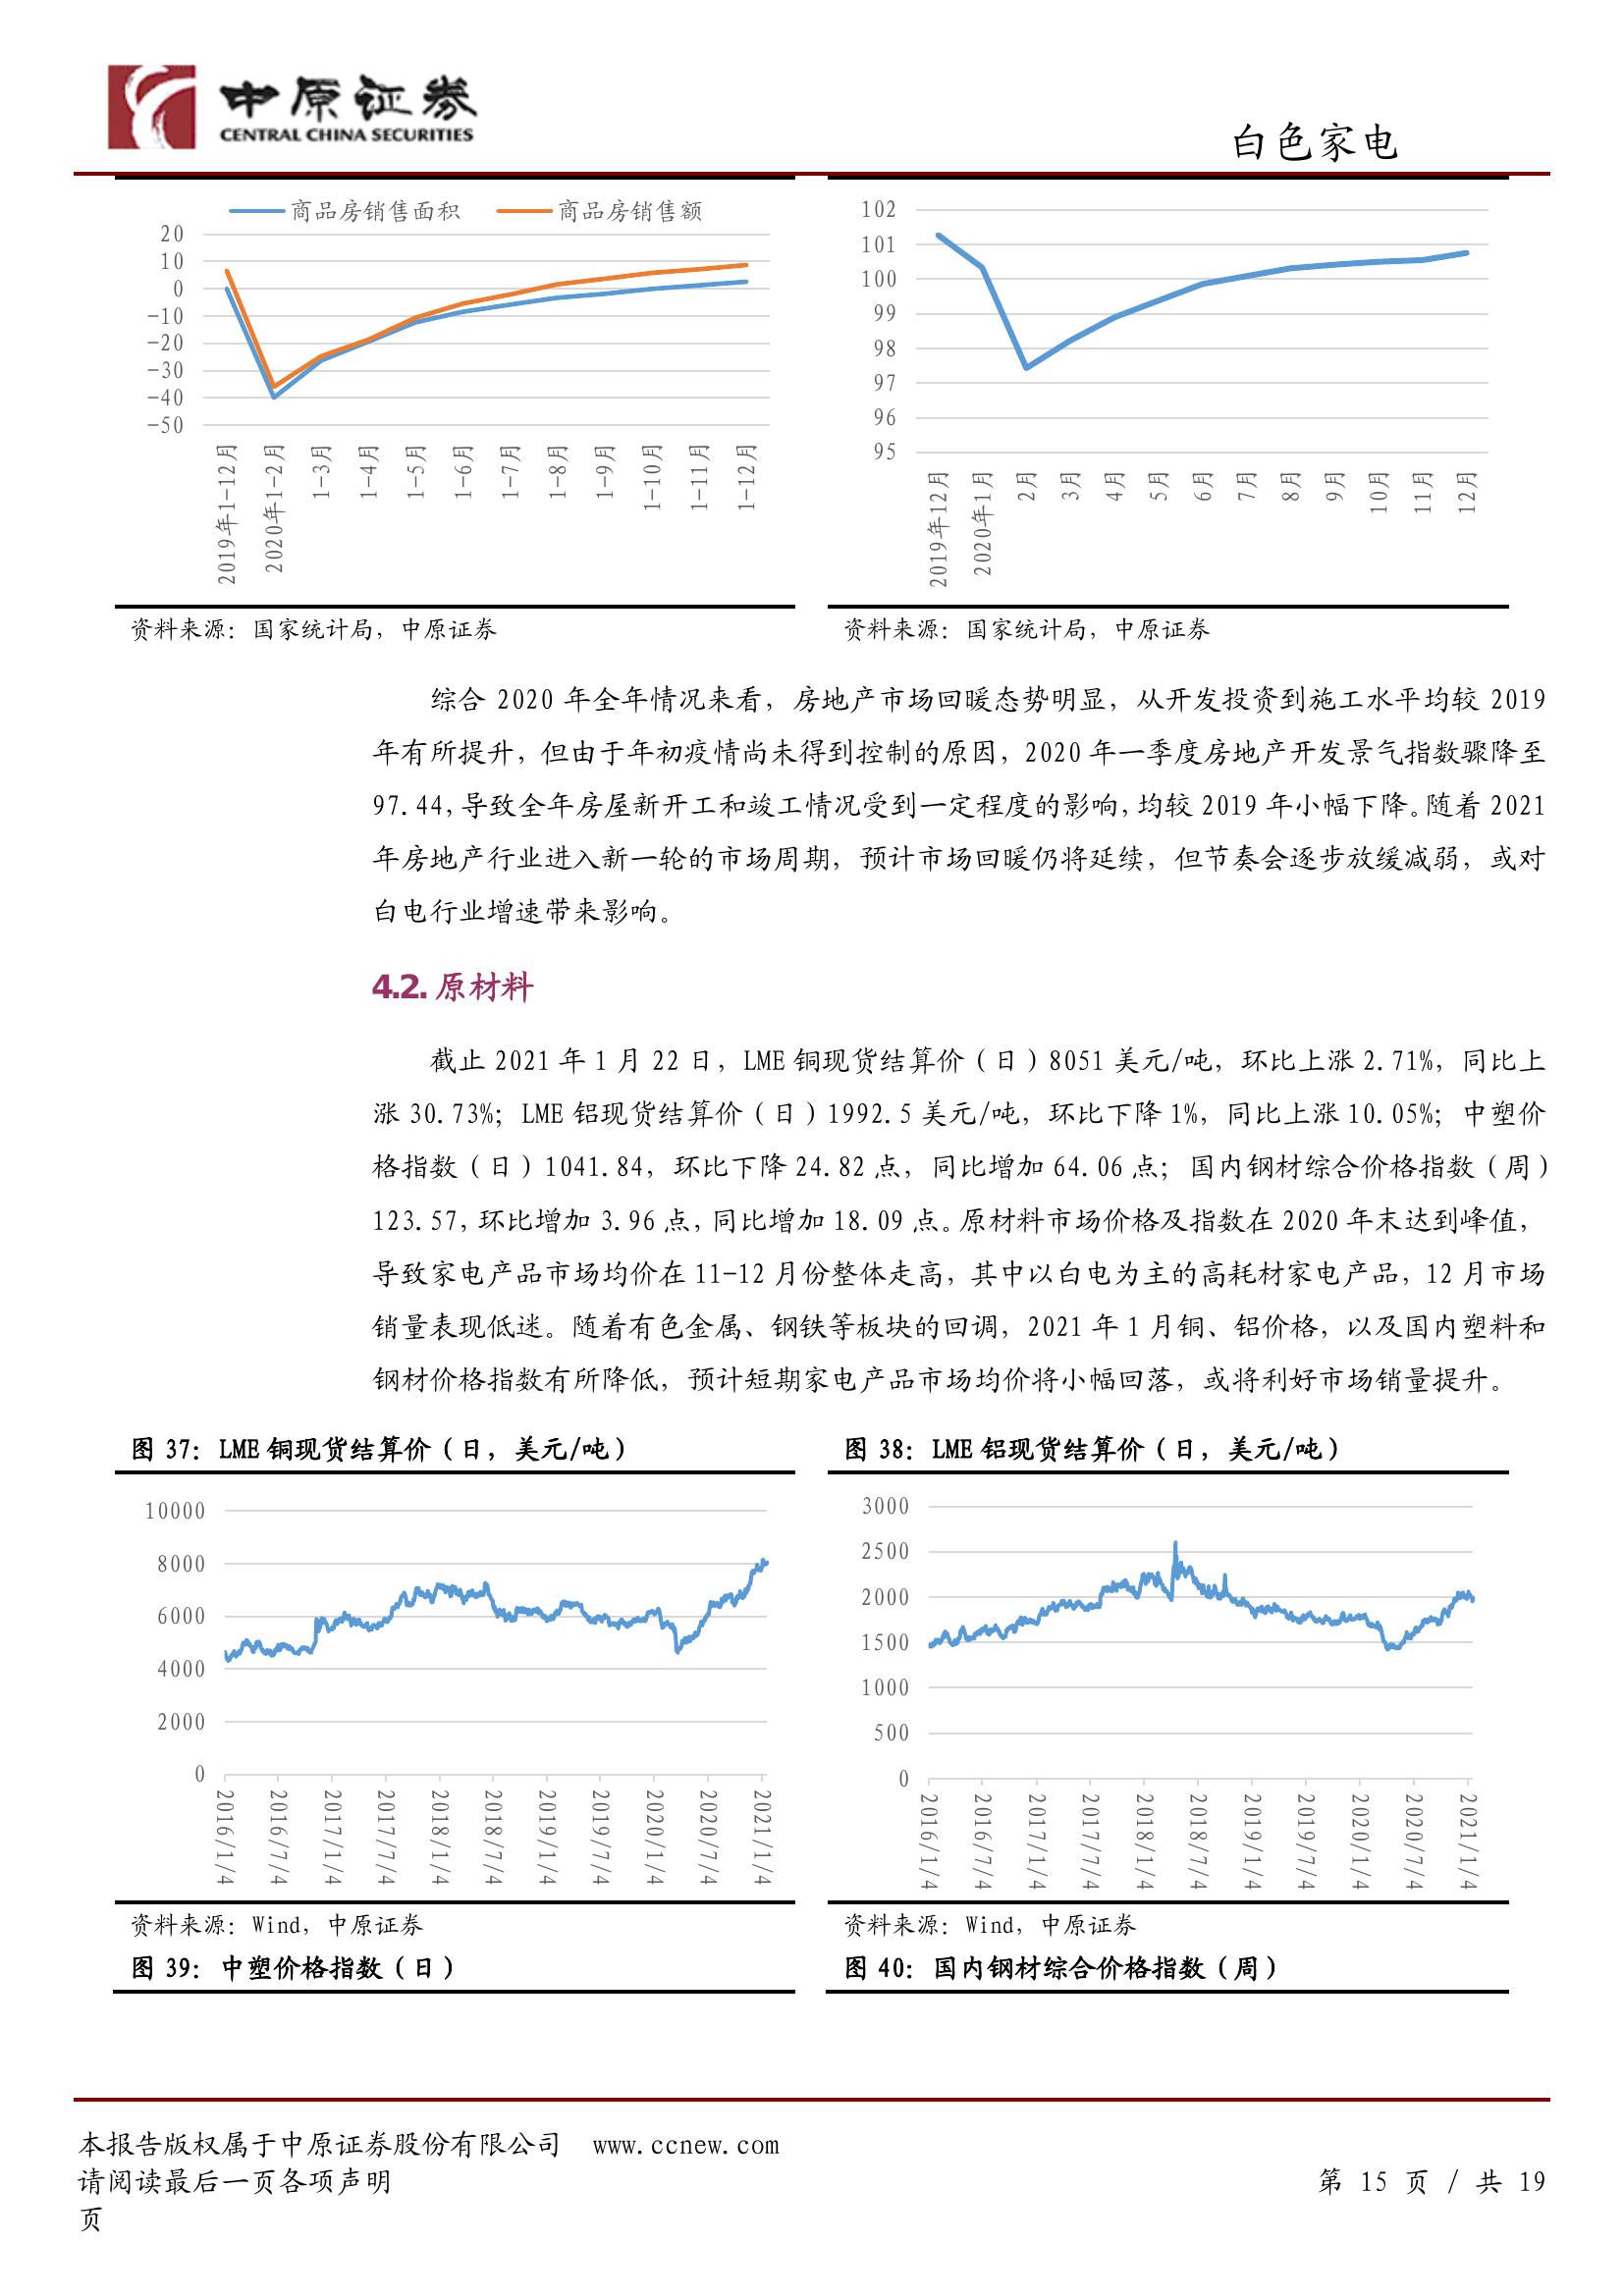 中原证券
CENTRAL CHINA SECURITIES
白色家电
商品房销售面积 商品房销售额
20
10
0
-10
-20
-30
-40
-50
2019年1-12月
2020年1-2月
1-3月
1-4月
1-5月
1-6月
1-7月
1-8月
1-9月
1-10月
1-11月
1-12月
资料来源：国家统计局，中原证券
102
101
100
99
98
97
96
95
2019年12月
2020年1月
2月
3月
4月
5月
6月
7月
8月
9月
10月
11月
12月
资料来源：国家统计局，中原证券
综合 2020 年全年情况来看，房地产市场回暖态势明显，从开发投资到施工水平均较 2019
年有所提升，但由于年初疫情尚未得到控制的原因，2020 年一季度房地产开发景气指数骤降至
97.44，导致全年房屋新开工和竣工情况受到一定程度的影响，均较 2019 年小幅下降。随着 2021
年房地产行业进入新一轮的市场周期，预计市场回暖仍将延续，但节奏会逐步放缓减弱，或对
白电行业增速带来影响。
4.2. 原材料
截止 2021 年 1 月 22 日，LME 铜现货结算价（日）8051 美元/吨，环比上涨 2.71%，同比上
涨 30.73%；LME 铝现货结算价（日）1992.5 美元/吨，环比下降 1%，同比上涨 10.05%；中塑价
格指数（日）1041.84，环比下降 24.82 点，同比增加 64.06 点；国内钢材综合价格指数（周）
123.57，环比增加 3.96 点，同比增加 18.09 点。原材料市场价格及指数在 2020 年末达到峰值，
导致家电产品市场均价在 11-12 月份整体走高，其中以白电为主的高耗材家电产品，12 月市场
销量表现低迷。随着有色金属、钢铁等板块的回调，2021 年 1 月铜、铝价格，以及国内塑料和
钢材价格指数有所降低，预计短期家电产品市场均价将小幅回落，或将利好市场销量提升。
图 37：LME 铜现货结算价（日，美元/吨）
10000
8000
6000
4000
2000
0
2016/1/4
2016/7/4
2017/1/4
2017/7/4
2018/1/4
2018/7/4
2019/1/4
2019/7/4
2020/1/4
2020/7/4
2021/1/4
资料来源：Wind，中原证券
图 38：LME 铝现货结算价（日，美元/吨）
3000
2500
2000
1500
1000
500
0
2016/1/4
2016/7/4
2017/1/4
2017/7/4
2018/1/4
2018/7/4
2019/1/4
2019/7/4
2020/1/4
2020/7/4
2021/1/4
资料来源：Wind，中原证券
图 39：中塑价格指数（日）
图 40：国内钢材综合价格指数（周）
本报告版权属于中原证券股份有限公司 www.ccnew.com
请阅读最后一页各项声明 第 15 页 / 共 19
页